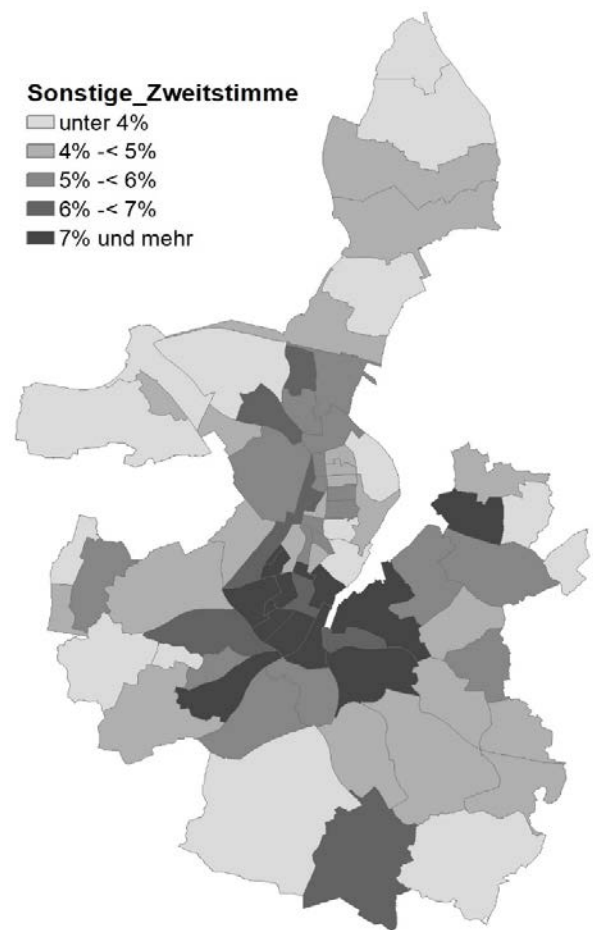 Sonstige_Zweitstimme
unter 4%
4% -< 5%
5% -< 6%
6% -< 7%
7% und mehr